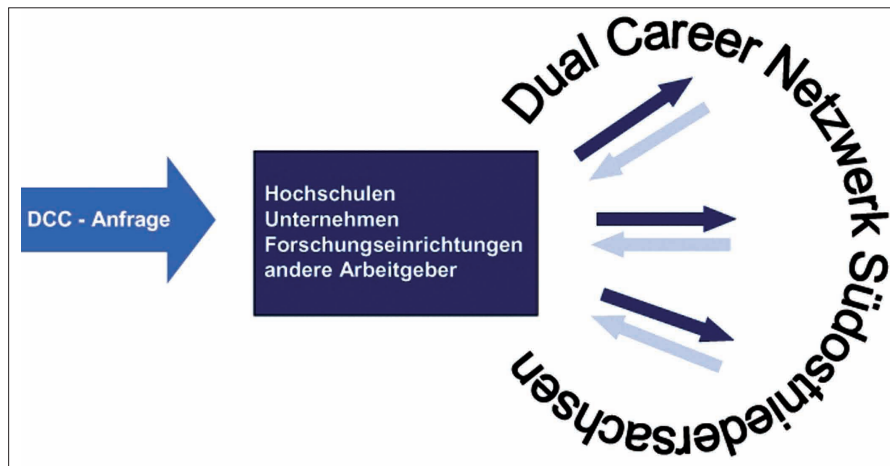 DCC - Anfrage
Hochschulen
Unternehmen
Forschungseinrichtungen
andere Arbeitgeber
Dual Career Netzwerk Südostniedersachsen